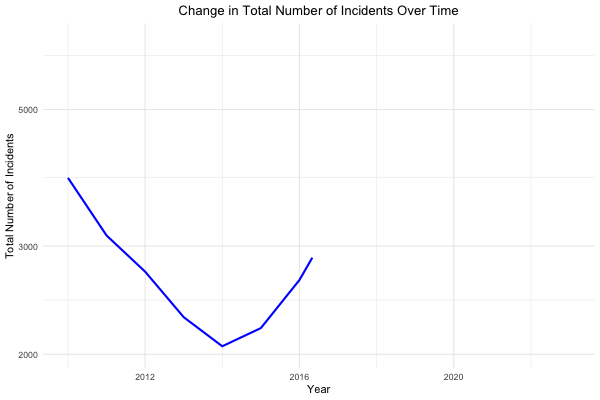 Change in Total Number of Incidents Over Time
Total Number of Incidents
5000
3000
2000
2012
2016
2020
Year